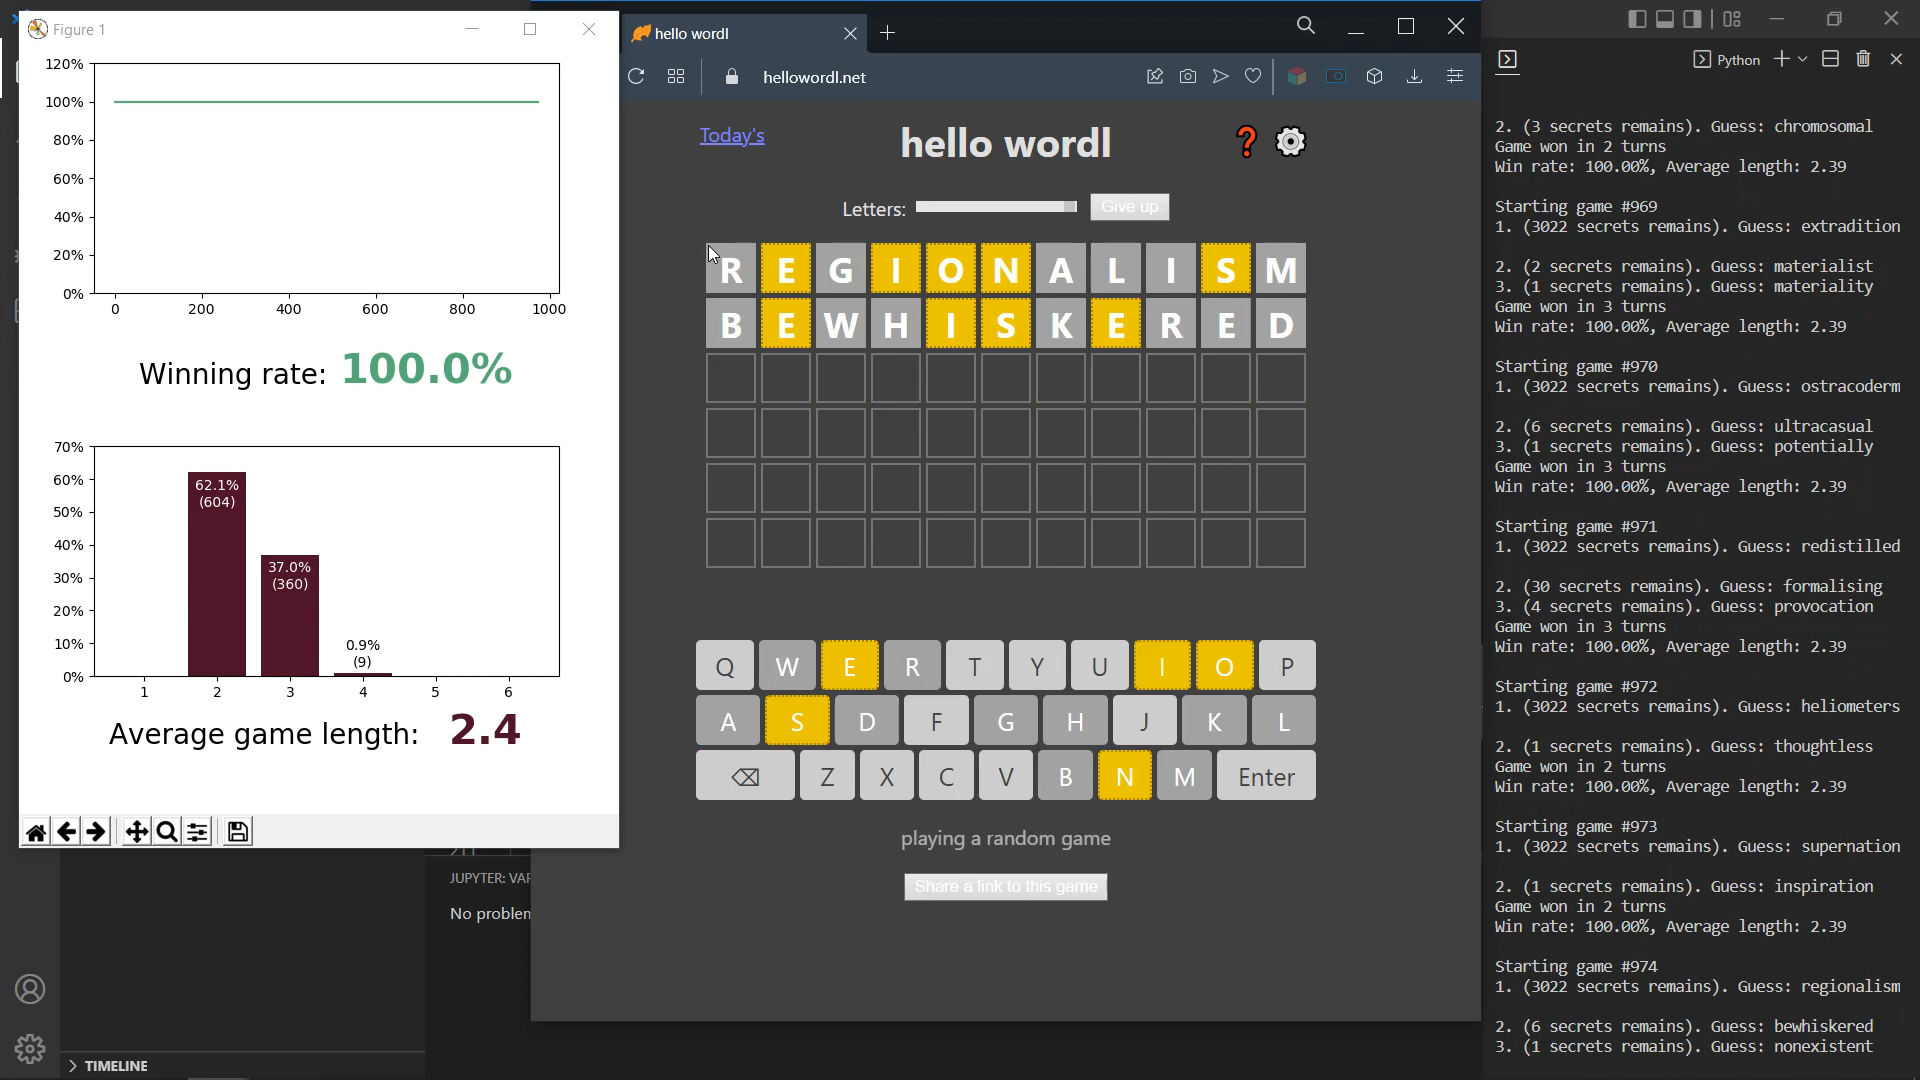 Figure 1
120%
100%
80%
60%
40%
20%
0%
0 200 400 600 800 1000
Winning rate: 100.0%
70%
60%
50%
40%
30%
20%
10%
0%
62.1%
(604)
37.0%
(360)
0.9%
(9)
1 2 3 4 5 6
Average game length: 2.4
JUPYTER: VAR
No problem
TIMELINE
hello wordl
hellowordl.net
Today's
hello wordl
Letters:
Give up
R E G I O N A L I S M
B E W H I S K E R E D
Q W E R T Y U I O P
A S D F G H J K L
Z X C V B N M Enter
playing a random game
Share a link to this game
Python
2. (3 secrets remains). Guess: chromosomal
Game won in 2 turns
Win rate: 100.00%, Average length: 2.39
Starting game #969
1. (3022 secrets remains). Guess: extradition
2. (2 secrets remains). Guess: materialist
3. (1 secrets remains). Guess: materiality
Game won in 3 turns
Win rate: 100.00%, Average length: 2.39
Starting game #970
1. (3022 secrets remains). Guess: ostracoderm
2. (6 secrets remains). Guess: ultracasual
3. (1 secrets remains). Guess: potentially
Game won in 3 turns
Win rate: 100.00%, Average length: 2.39
Starting game #971
1. (3022 secrets remains). Guess: redistilled
2. (30 secrets remains). Guess: formalising
3. (4 secrets remains). Guess: provocation
Game won in 3 turns
Win rate: 100.00%, Average length: 2.39
Starting game #972
1. (3022 secrets remains). Guess: heliometers
2. (1 secrets remains). Guess: thoughtless
Game won in 2 turns
Win rate: 100.00%, Average length: 2.39
Starting game #973
1. (3022 secrets remains). Guess: supernation
2. (1 secrets remains). Guess: inspiration
Game won in 2 turns
Win rate: 100.00%, Average length: 2.39
Starting game #974
1. (3022 secrets remains). Guess: regionalism
2. (6 secrets remains). Guess: bewhiskered
3. (1 secrets remains). Guess: nonexistent